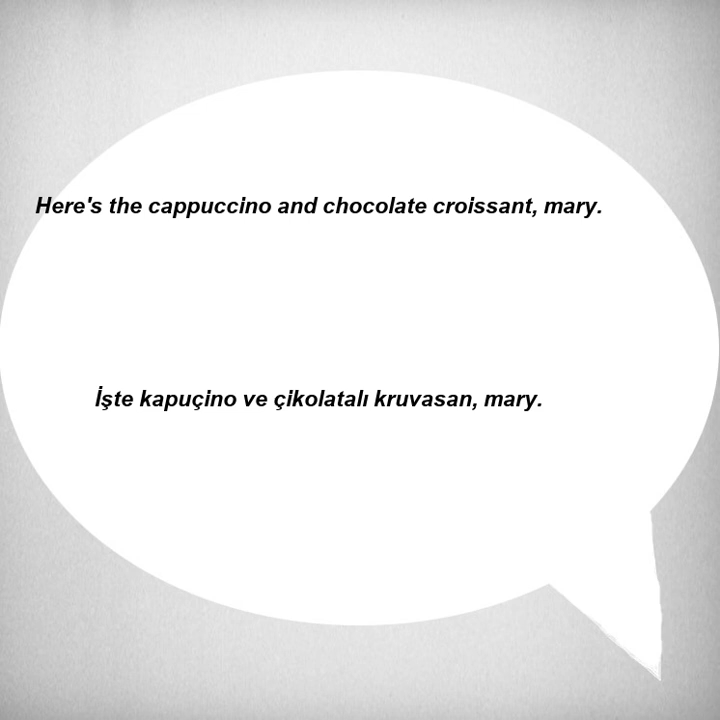 Here's the cappuccino and chocolate croissant, mary.
İşte kapuçino ve çikolatalı kruvasan, mary.